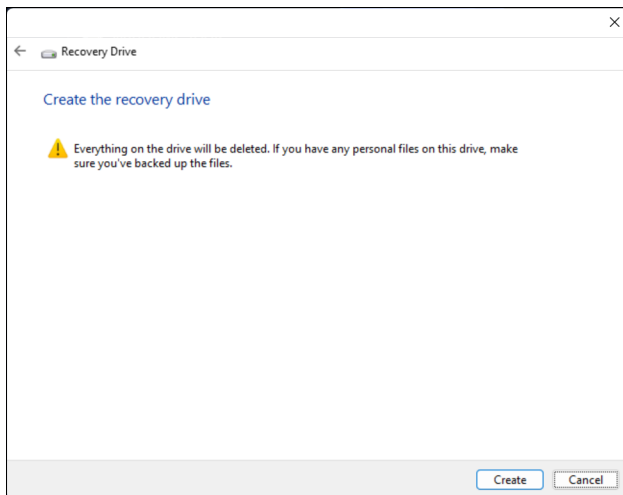 Recovery Drive
Create the recovery drive
Everything on the drive will be deleted. If you have any personal files on this drive, make
sure you've backed up the files.
Create Cancel